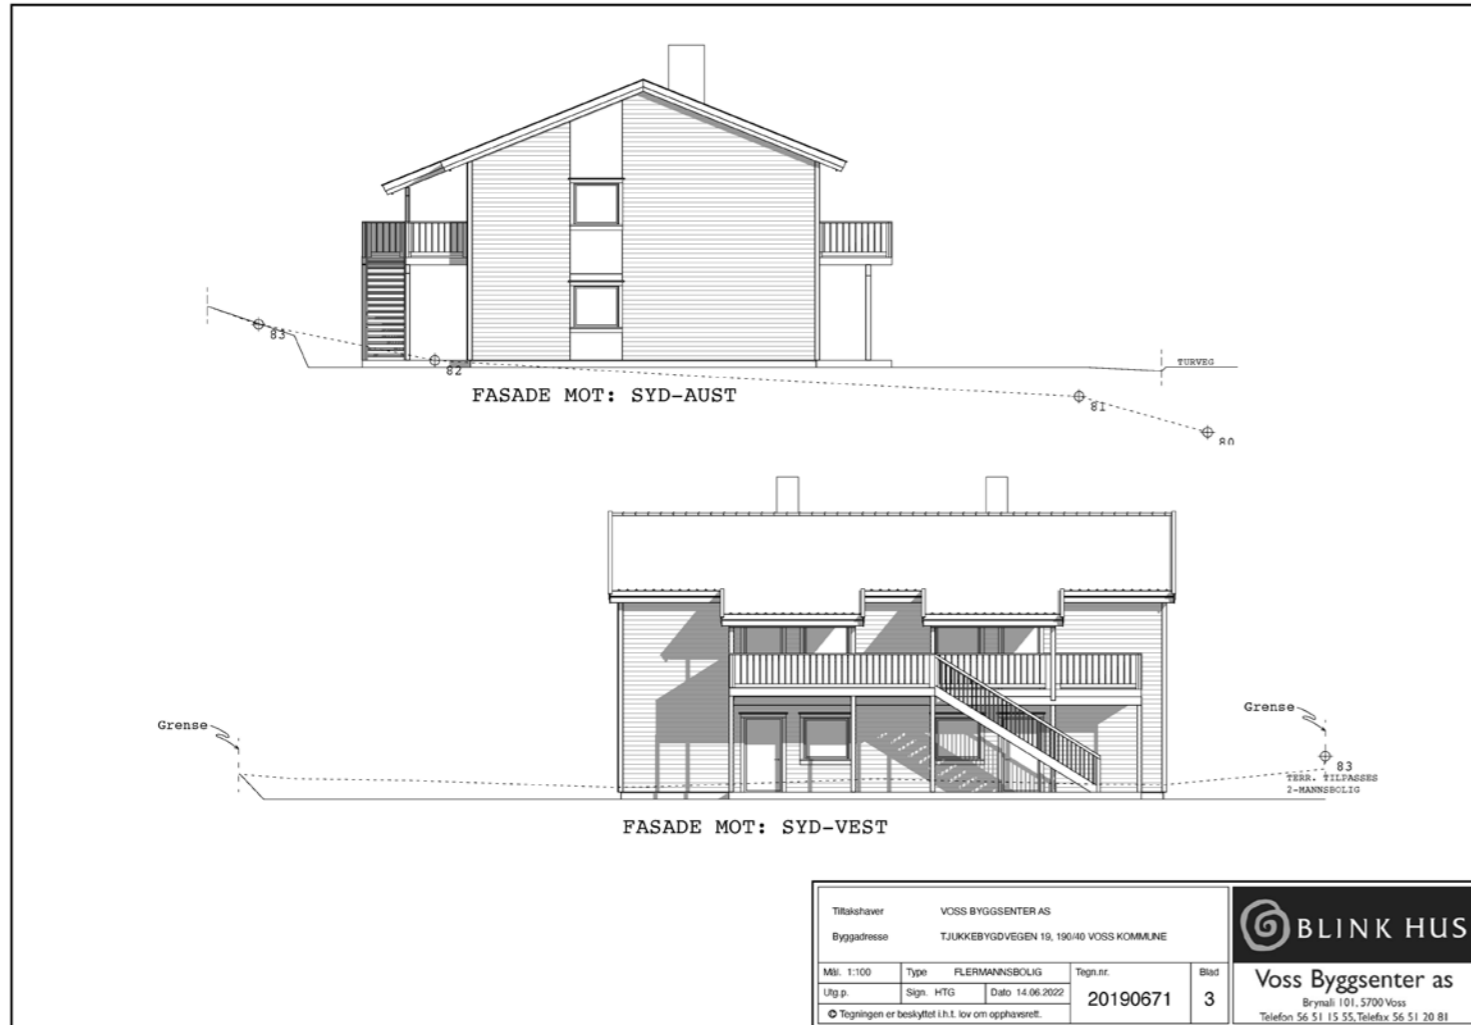 83
82
TURVEG
FASADE MOT: SYD-AUST
81
80
Grense
Grense
83
TERR. TILPASSES
2-MANNSBOLIG
FASADE MOT: SYD-VEST
Tiltakshaver VOSS BYGGSENTER AS
Byggadresse TJUKKEBYGDVEGEN 19, 190/40 VOSS KOMMUNE
Mål. 1:100 Type FLERMANNSBOLIG Tegn.nr. Blad
Utg.p. Sign. HTG Dato 14.06.2022 20190671 3
© Tegningen er beskyttet i.h.t. lov om opphavsrett.
BLINK HUS
Voss Byggsenter as
Brynali 101, 5700 Voss
Telefon 56 51 15 55, Telefax 56 51 20 81